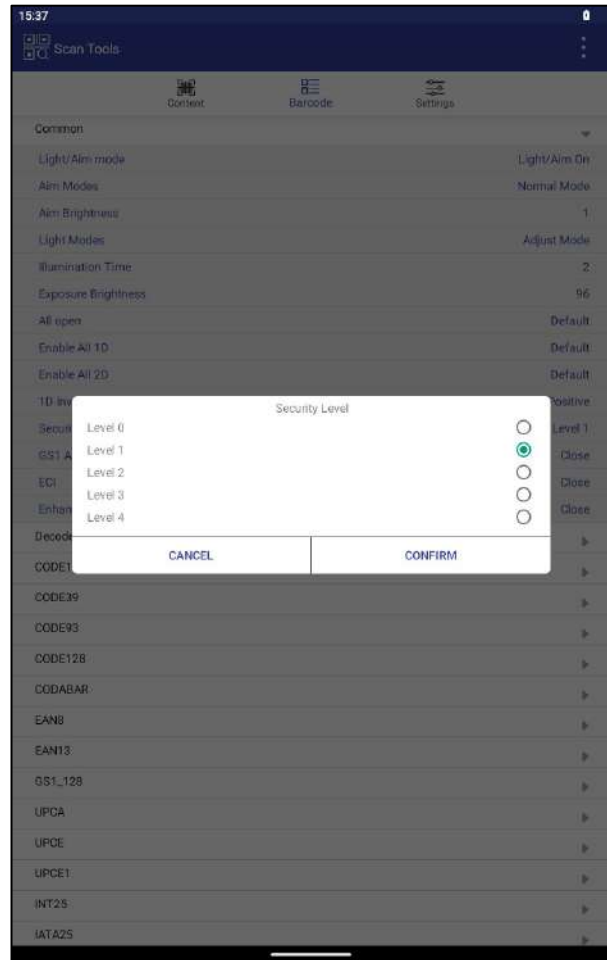 15:37
Scan Tools
Content Barcode Settings
Common
Light/Aim mode Light/Aim On
Aim Modes Normal Mode
Aim Brightness 1
Light Modes Adjust Mode
Illumination Time 2
Exposure Brightness 96
All open Default
Enable All 1D Default
Enable All 2D Default
1D Positive
Security Level
Level 1
Level 0
Level 1
Level 2
Level 3
Level 4
GS1 Close
ECI Close
Close
CANCEL CONFIRM
CODE39
CODE93
CODE128
CODABAR
EAN8
EAN13
GS1_128
UPCA
UPCE
UPCE1
INT25
IATA25